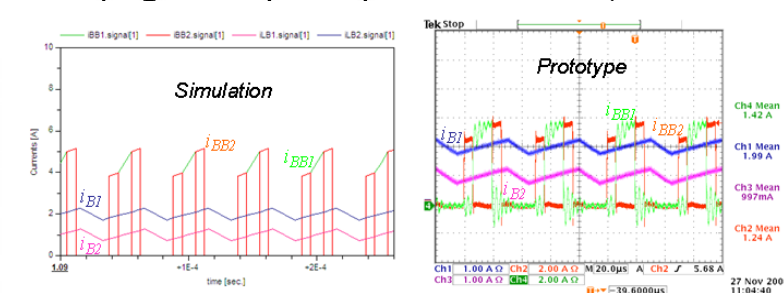 iBB1.signal[1] iBB2.signal[1] iLB1.signal[1] iLB2.signal[1]
10
8
6
4
2
0
Currents [A]
Simulation
iBB2
iBB1
iB1
iB2
1.09
+1E-4
+2E-4
time [sec.]
Tek Stop
Prototype
iB1
iBB1
iBB2
iB2
Ch4 Mean
1.42 A
Ch1 Mean
1.99 A
Ch3 Mean
997mA
Ch2 Mean
1.24 A
Ch1 1.00 A Ω Ch2 2.00 A Ω M 20.0µs A Ch2 ʃ 5.68 A
Ch3 1.00 A Ω Ch4 2.00 A Ω
-39.6000µs
27 Nov 200
11:04:40